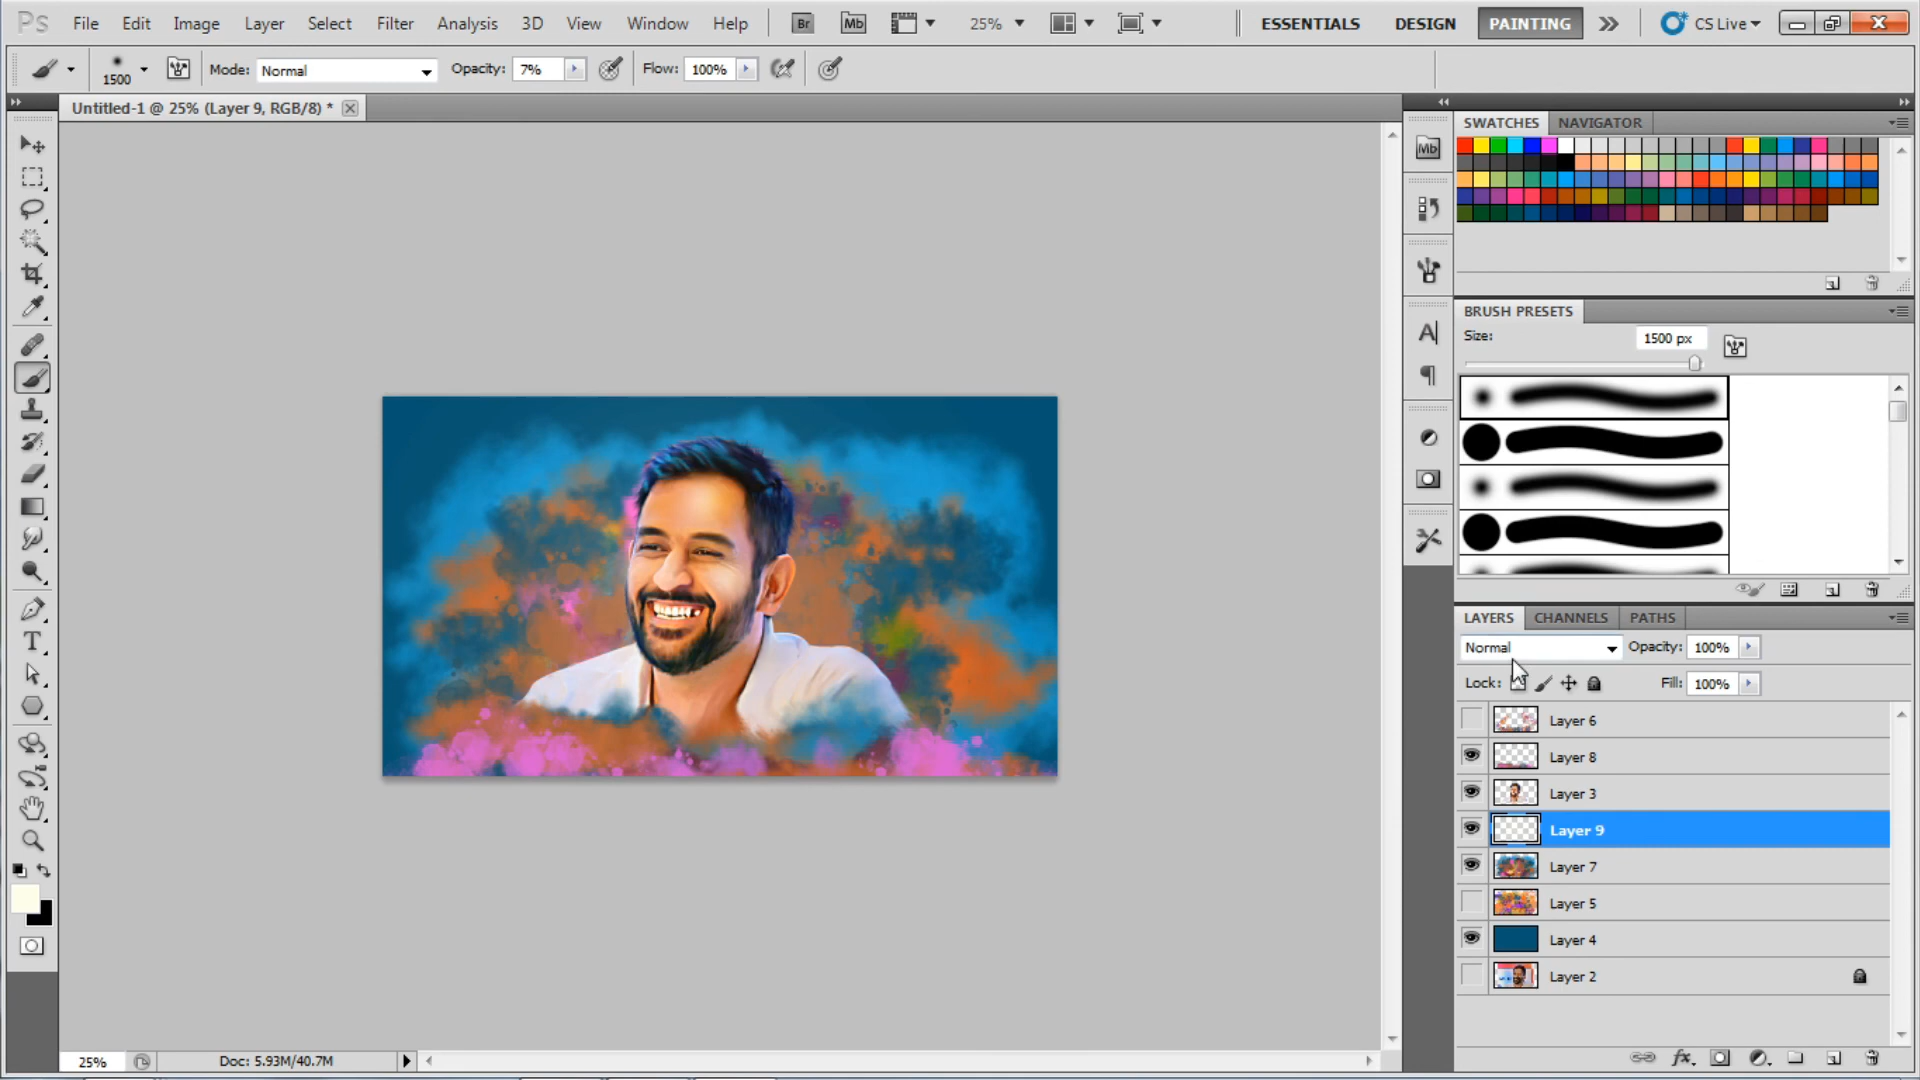 Ps File Edit Image Layer Select Filter Analysis 3D View Window Help Br Mb 25% ESSENTIALS DESIGN PAINTING CS Live
1500 Mode: Normal Opacity: 7% Flow: 100%
Untitled-1 @ 25% (Layer 9, RGB/8) *
SWATCHES NAVIGATOR
Mb
BRUSH PRESETS
Size: 1500 px
A
LAYERS CHANNELS PATHS
Normal Opacity: 100%
Lock: Fill: 100%
Layer 6
Layer 8
Layer 3
Layer 9
Layer 7
Layer 5
Layer 4
Layer 2
T
25% Doc: 5.93M/40.7M
fx